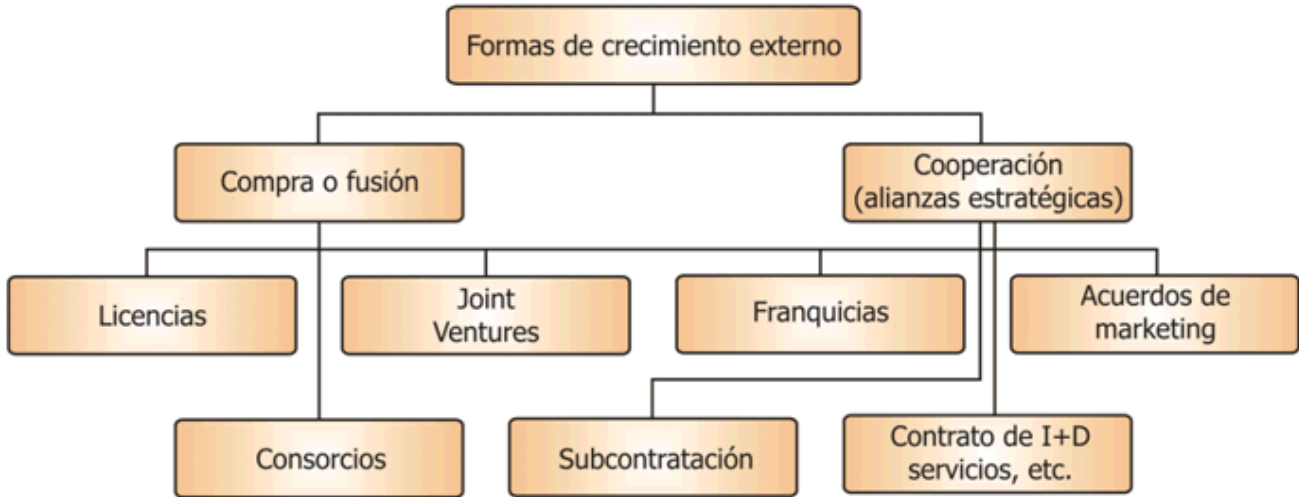 Formas de crecimiento externo
Compra o fusión
Cooperación
(alianzas estratégicas)
Licencias
Joint
Ventures
Franquicias
Acuerdos de
marketing
Consorcios
Subcontratación
Contrato de I+D
servicios, etc.